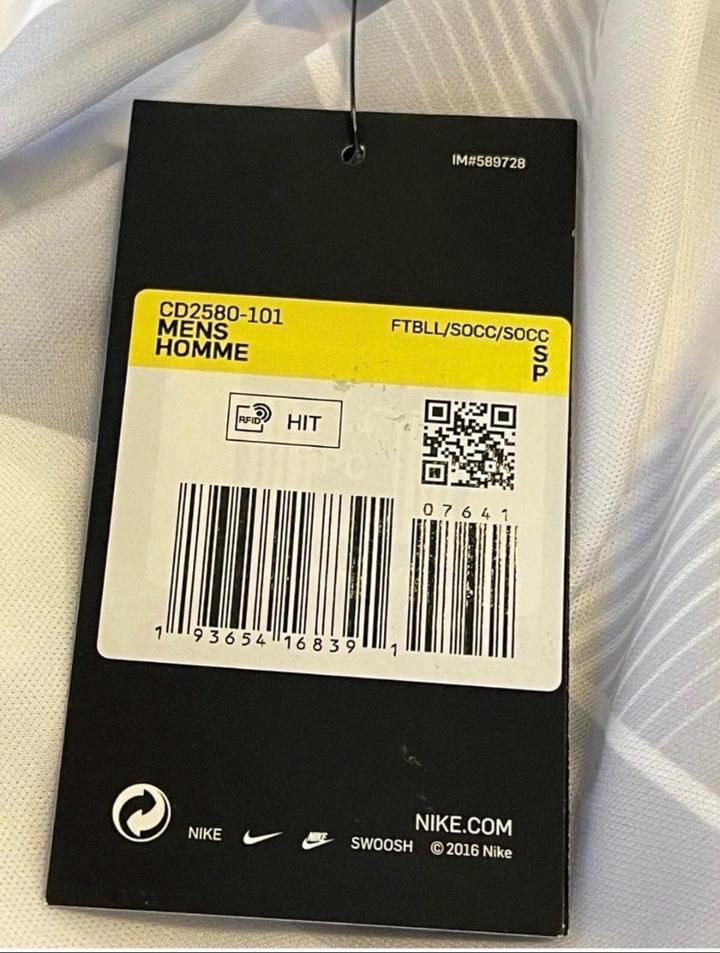 IM#589728
CD2580-101
MENS
HOMME
FTBLL/SOCC/SOCC
S
P
RFID HIT
07641
1 93654 16839 1
NIKE NIKE SWOOSH
NIKE.COM
© 2016 Nike